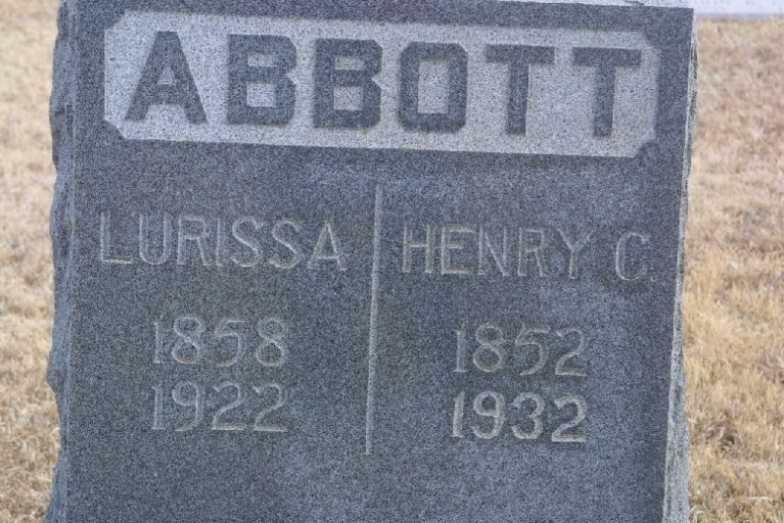 ABBOTT
LURISSA
1858
1922
HENRY C.
1852
1932